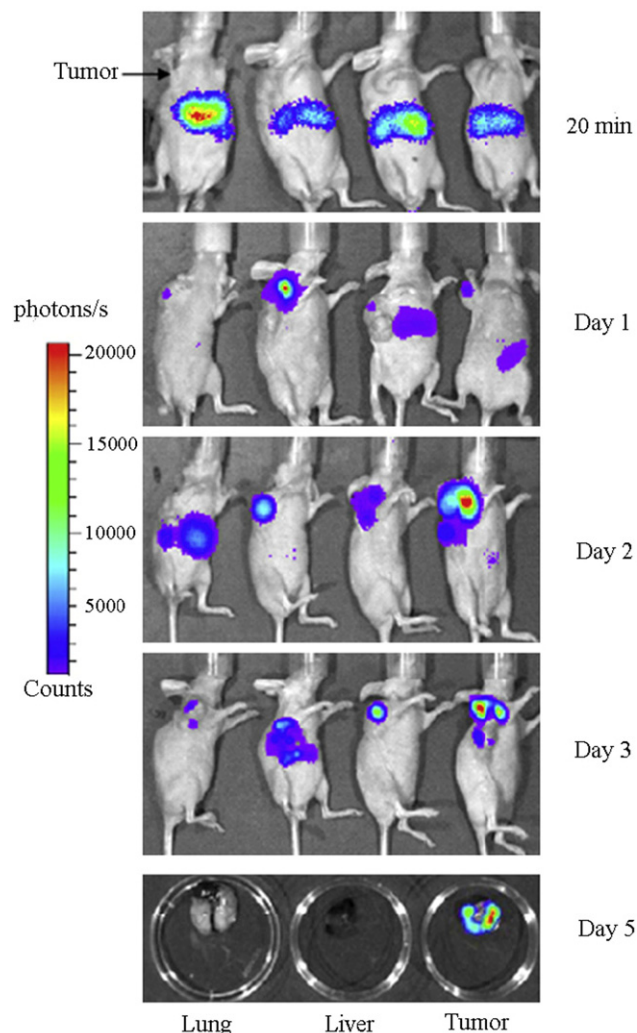 Tumor
20 min
Day 1
photons/s
20000
15000
10000
5000
Counts
Day 2
Day 3
Day 5
Lung
Liver
Tumor